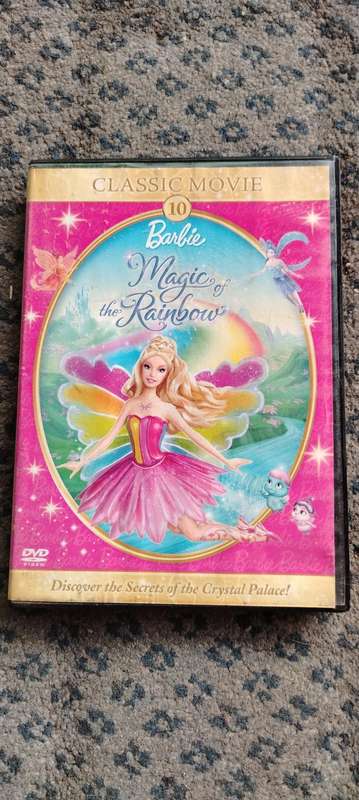 CLASSIC MOVIE
10
Barbie
Magic of
the Rainbow
DVD
VIDEO
Discover the Secrets of the Crystal Palace!